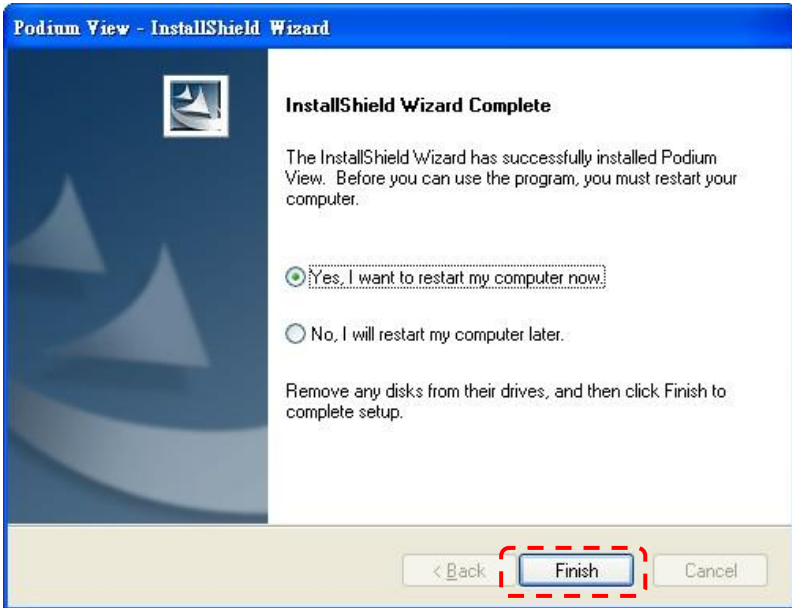 Podium View - InstallShield Wizard
InstallShield Wizard Complete
The InstallShield Wizard has successfully installed Podium
View. Before you can use the program, you must restart your
computer.
Yes, I want to restart my computer now.
No, I will restart my computer later.
Remove any disks from their drives, and then click Finish to
complete setup.
< Back Finish Cancel